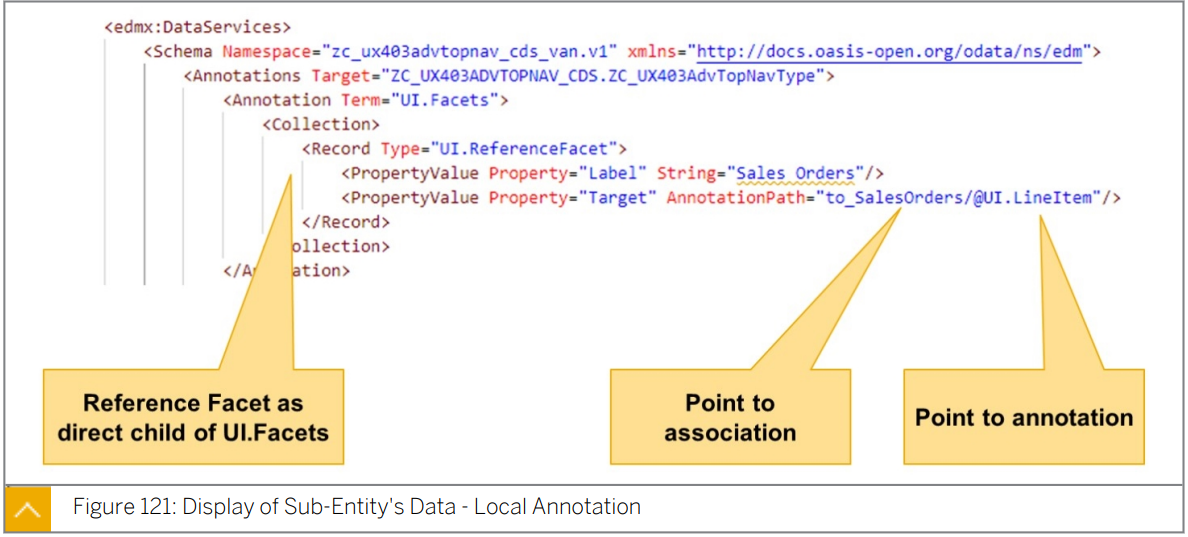 <edmx:DataServices>
<Schema Namespace="zc_ux403advtopnav_cds_van.v1" xmlns="http://docs.oasis-open.org/odata/ns/edm">
<Annotations Target="ZC_UX403ADVTOPNAV_CDS.ZC_UX403AdvTopNavType">
<Annotation Term="UI.Facets">
<Collection>
<Record Type="UI.ReferenceFacet">
<PropertyValue Property="Label" String="Sales Orders"/>
<PropertyValue Property="Target" AnnotationPath="to_SalesOrders/@UI.LineItem"/>
</Record>
ollection>
</A ation>
Reference Facet as
direct child of UI.Facets
Point to
association
Point to annotation
Figure 121: Display of Sub-Entity's Data - Local Annotation